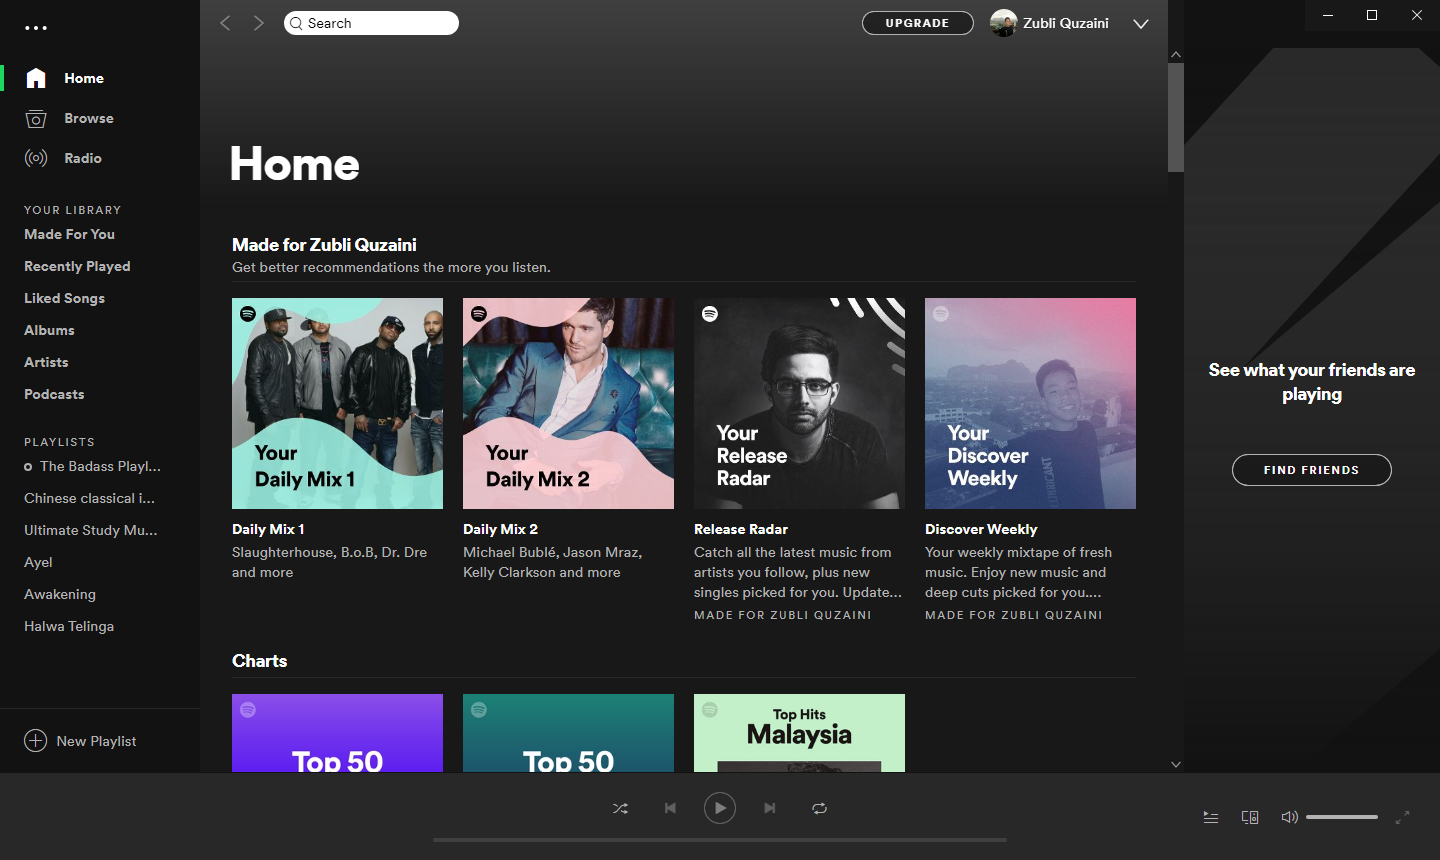 Search
UPGRADE
Zubli Quzaini
Home
Browse
Radio
YOUR LIBRARY
Made For You
Recently Played
Liked Songs
Albums
Artists
Podcasts
PLAYLISTS
The Badass Playl...
Chinese classical i...
Ultimate Study Mu...
Ayel
Awakening
Halwa Telinga
New Playlist
Home
Made for Zubli Quzaini
Get better recommendations the more you listen.
Your
Daily Mix 1
Daily Mix 1
Slaughterhouse, B.o.B, Dr. Dre
and more
Your
Daily Mix 2
Daily Mix 2
Michael Bublé, Jason Mraz,
Kelly Clarkson and more
Your
Release
Radar
Release Radar
Catch all the latest music from
artists you follow, plus new
singles picked for you. Update...
MADE FOR ZUBLI QUZAINI
Your
Discover
Weekly
Discover Weekly
Your weekly mixtape of fresh
music. Enjoy new music and
deep cuts picked for you....
MADE FOR ZUBLI QUZAINI
Charts
Top 50
Top 50
Top Hits
Malaysia
See what your friends are
playing
FIND FRIENDS